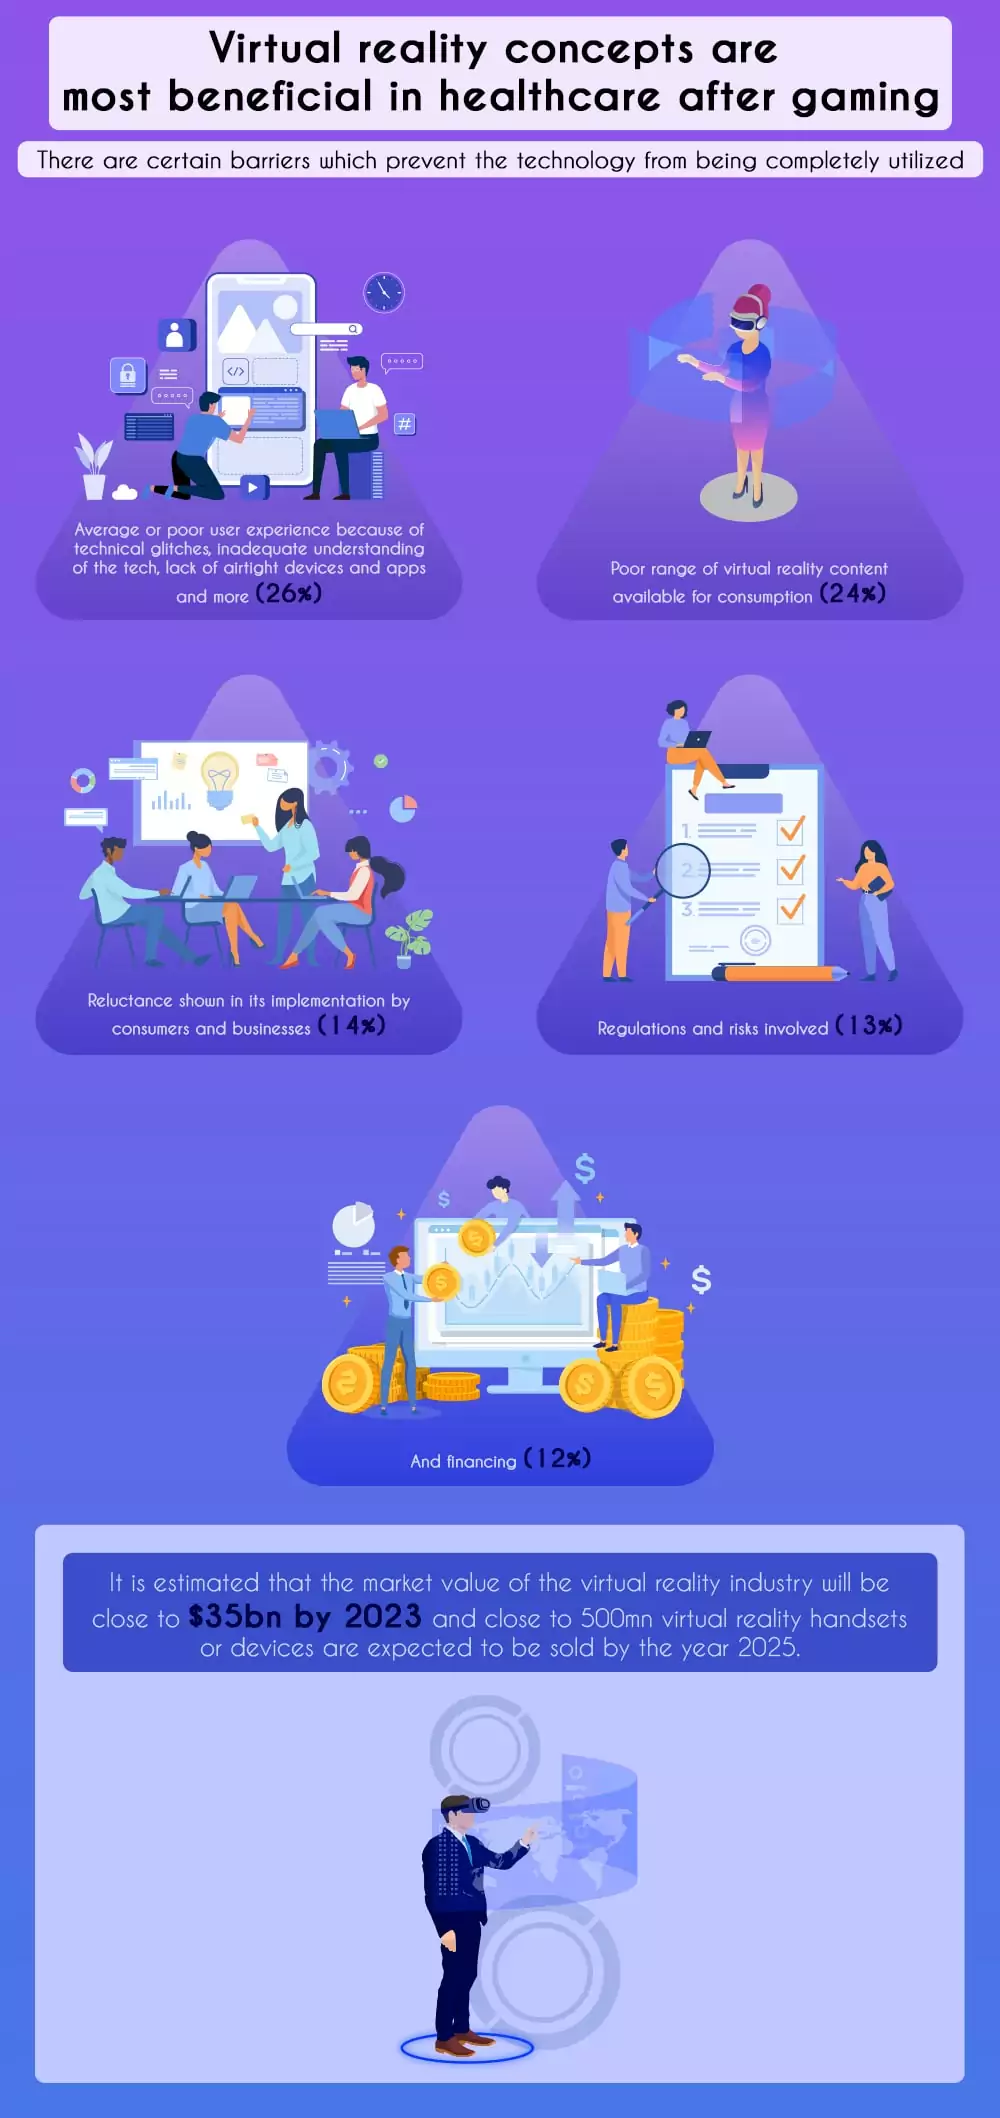 Virtual reality concepts are
most beneficial in healthcare after gaming
There are certain barriers which prevent the technology from being completely utilized
</>
#
Average or poor user experience because of
technical glitches, inadequate understanding
of the tech, lack of airtight devices and apps
and more (26%)
Poor range of virtual reality content
available for consumption (24%)
1.
2.
3.
Reluctance shown in its implementation by
consumers and businesses (14%)
Regulations and risks involved (13%)
$
$
$
And financing (12%)
It is estimated that the market value of the virtual reality industry will be
close to $35bn by 2023 and close to 500mn virtual reality handsets
or devices are expected to be sold by the year 2025.